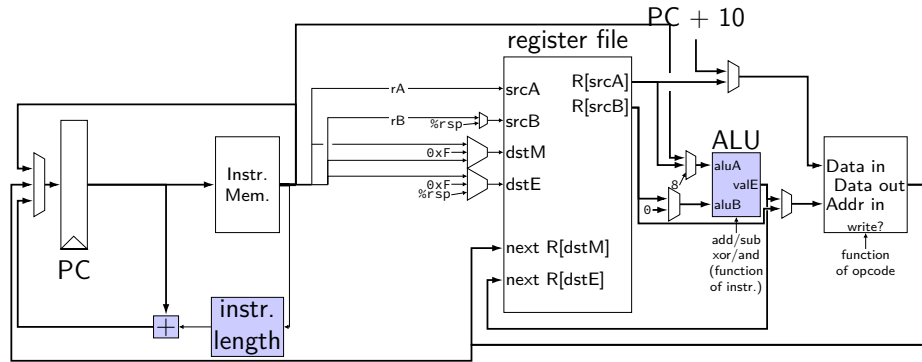 PC + 10
register file
rA
srcA
R[srcA]
R[srcB]
rB
%rsp
srcB
0xF
dstM
0xF
%rsp
dstE
Instr.
Mem.
ALU
aluA
valE
aluB
8
0
Data in
Data out
Addr in
write?
function
of opcode
add/sub
xor/and
(function
of instr.)
next R[dstM]
next R[dstE]
PC
+
instr.
length